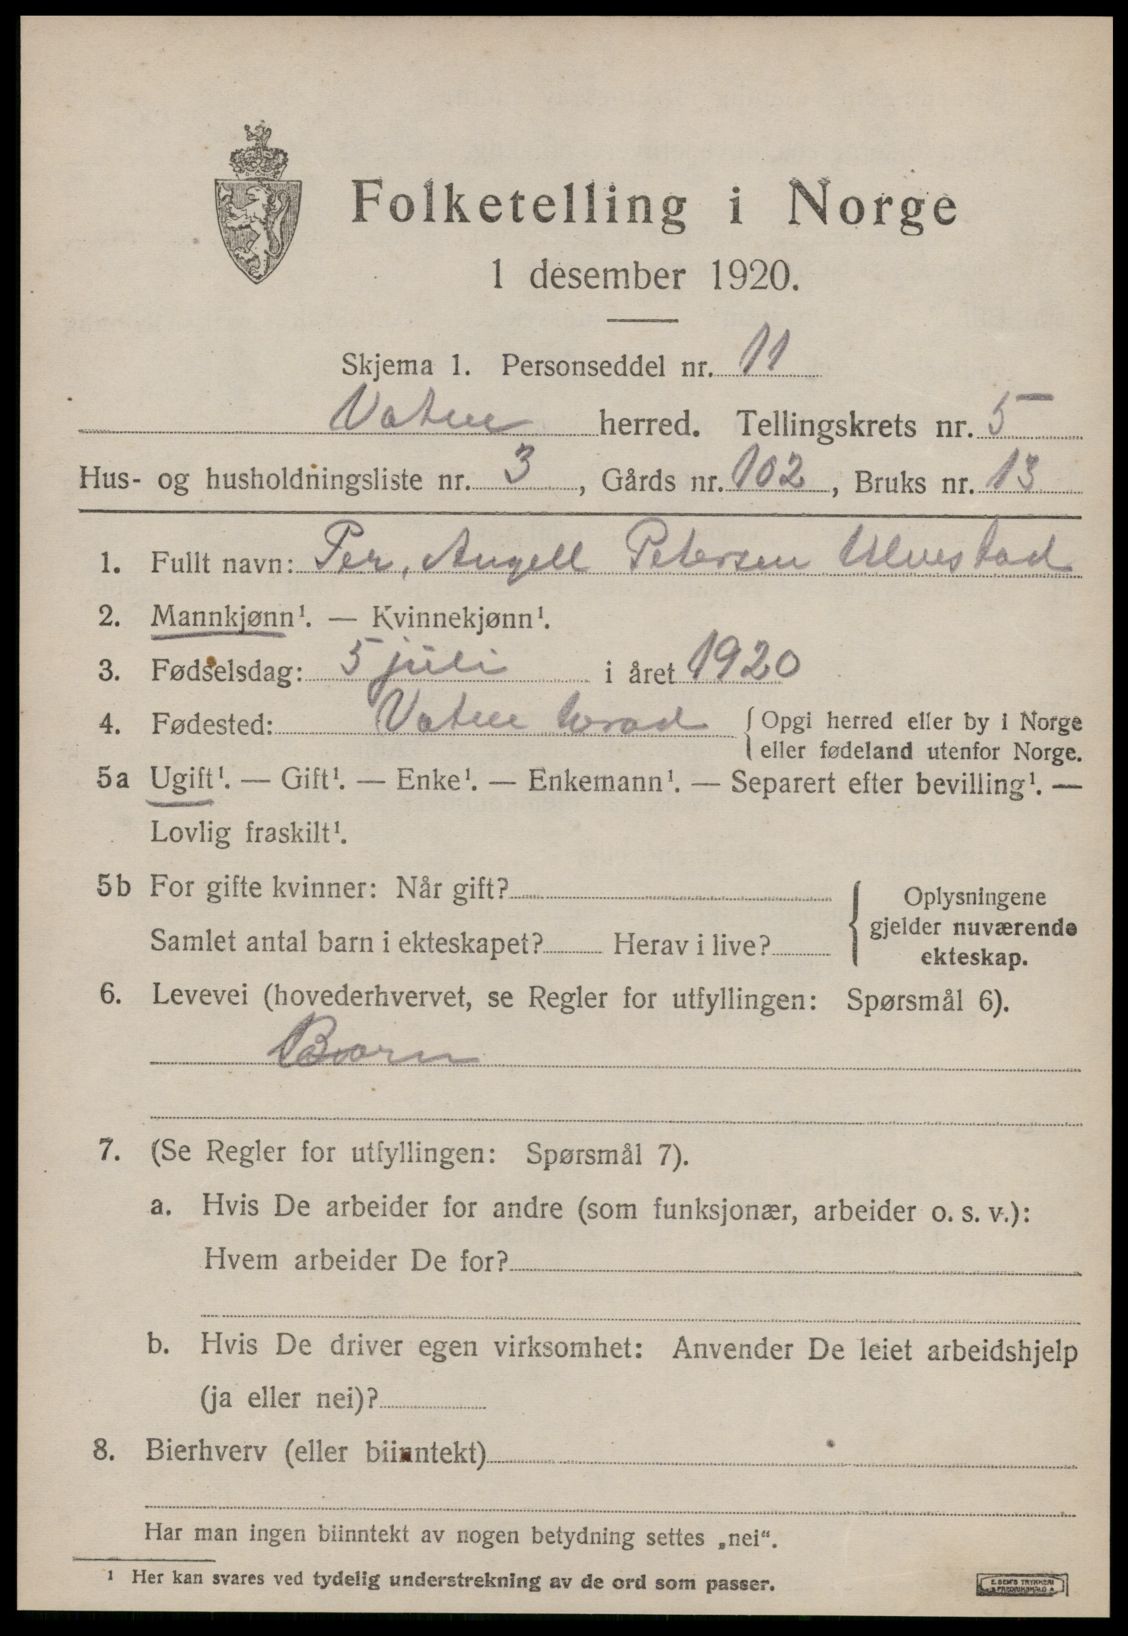 Folketelling i Norge
1 desember 1920.
Skjema 1. Personseddel nr. 11
Vatne herred. Tellingskrets nr. 5
Hus- og husholdningsliste nr. 3, Gårds nr. 102, Bruks nr. 13
1. Fullt navn: Per, Angell Petersen Ulvestad
2. Mannkjønn¹. — Kvinnekjønn¹.
3. Fødselsdag: 5 juli i året 1920
4. Fødested: Vatne { Opgi herred eller by i Norge
eller fødeland utenfor Norge.
5a Ugift¹. — Gift¹. — Enke¹. — Enkemann¹. — Separert efter bevilling¹. —
Lovlig fraskilt¹.
5b For gifte kvinner: Når gift?
Samlet antal barn i ekteskapet? Herav i live?
{ Oplysningene
gjelder nuværende
ekteskap.
6. Levevei (hovederhvervet, se Regler for utfyllingen: Spørsmål 6).
Barn
7. (Se Regler for utfyllingen: Spørsmål 7).
a. Hvis De arbeider for andre (som funksjonær, arbeider o. s. v.):
Hvem arbeider De for?
b. Hvis De driver egen virksomhet: Anvender De leiet arbeidshjelp
(ja eller nei)?
8. Bierhverv (eller biinntekt)
Har man ingen biinntekt av nogen betydning settes „nei“.
¹ Her kan svares ved tydelig understrekning av de ord som passer.
E. SEM'S TRYKKERI
FREDRIKSHALD